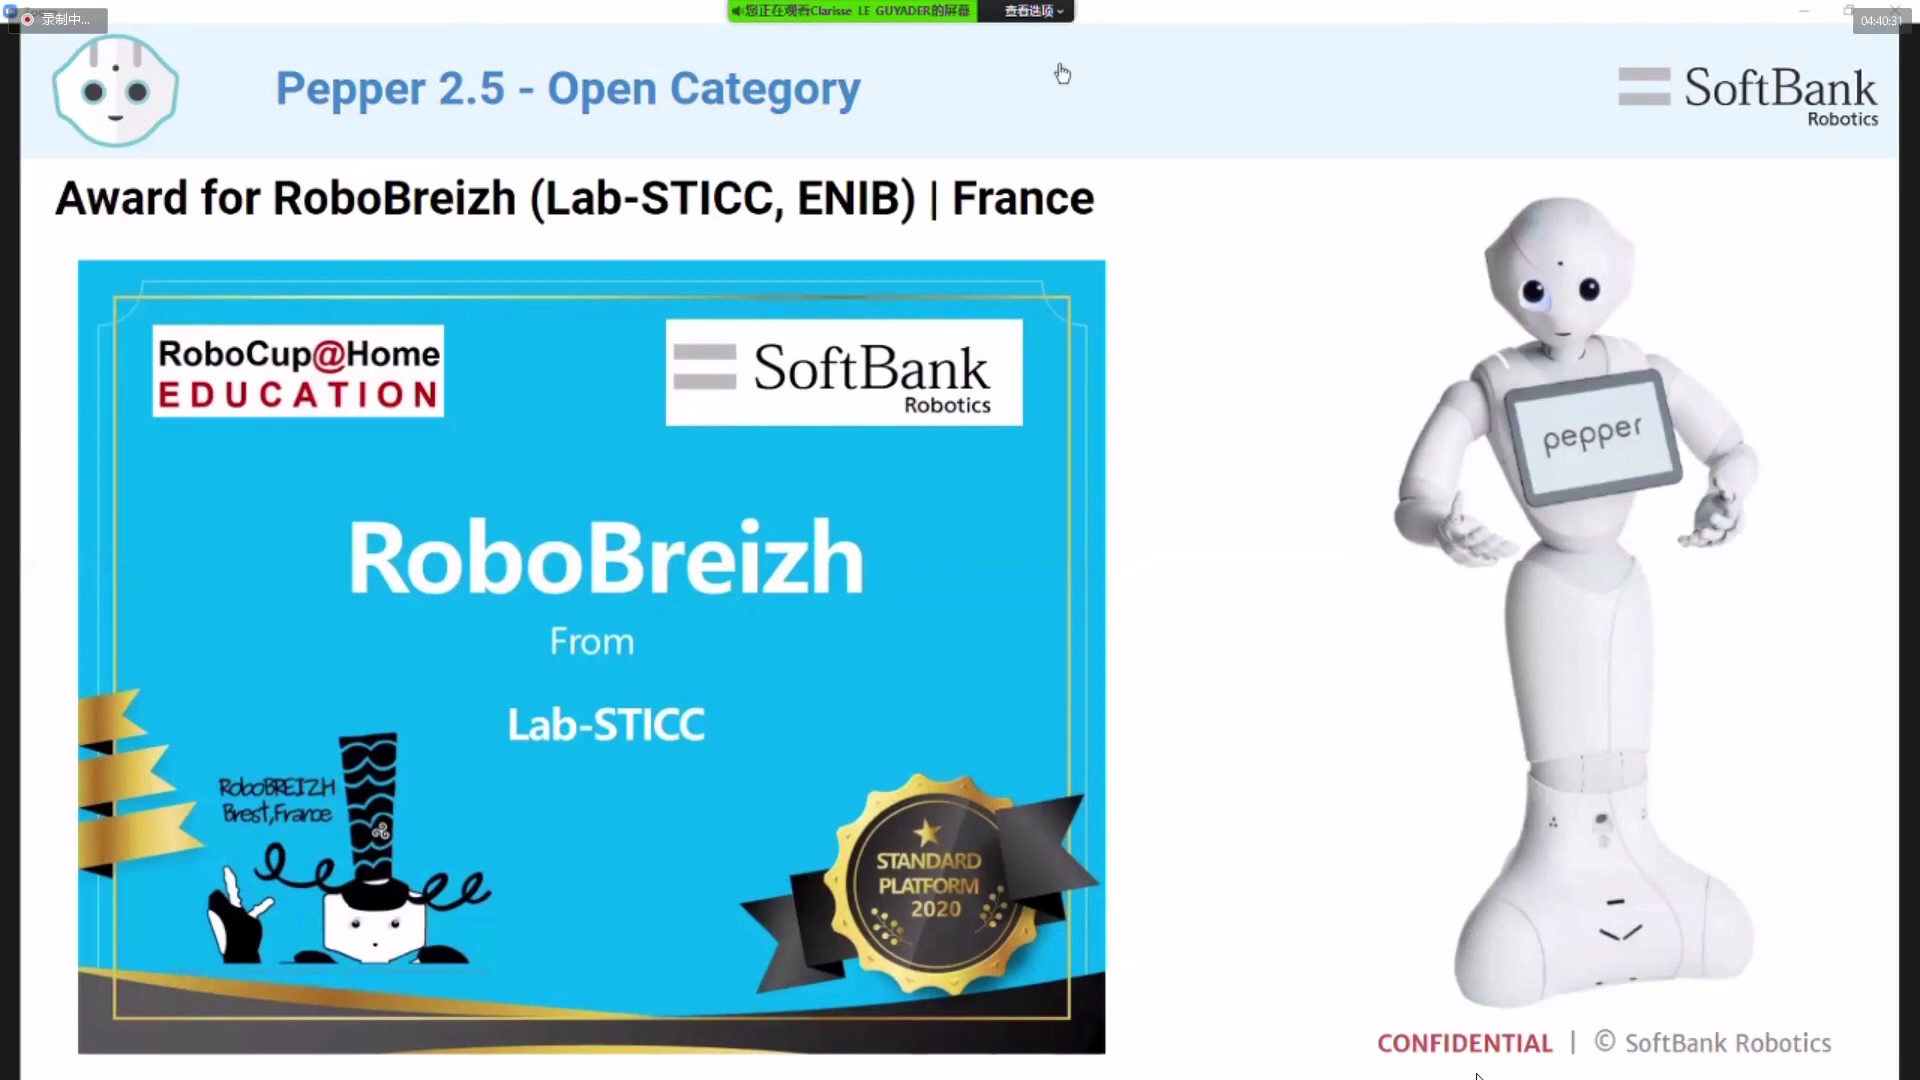 录制中...
您正在观看Clarisse LE GUYADER的屏幕
查看选项
04:40:31
Pepper 2.5 - Open Category
SoftBank
Robotics
Award for RoboBreizh (Lab-STICC, ENIB) | France
RoboCup@Home
EDUCATION
SoftBank
Robotics
RoboBreizh
From
Lab-STICC
RoboBREIZH
Brest,France
STANDARD
PLATFORM
2020
pepper
CONFIDENTIAL | © SoftBank Robotics